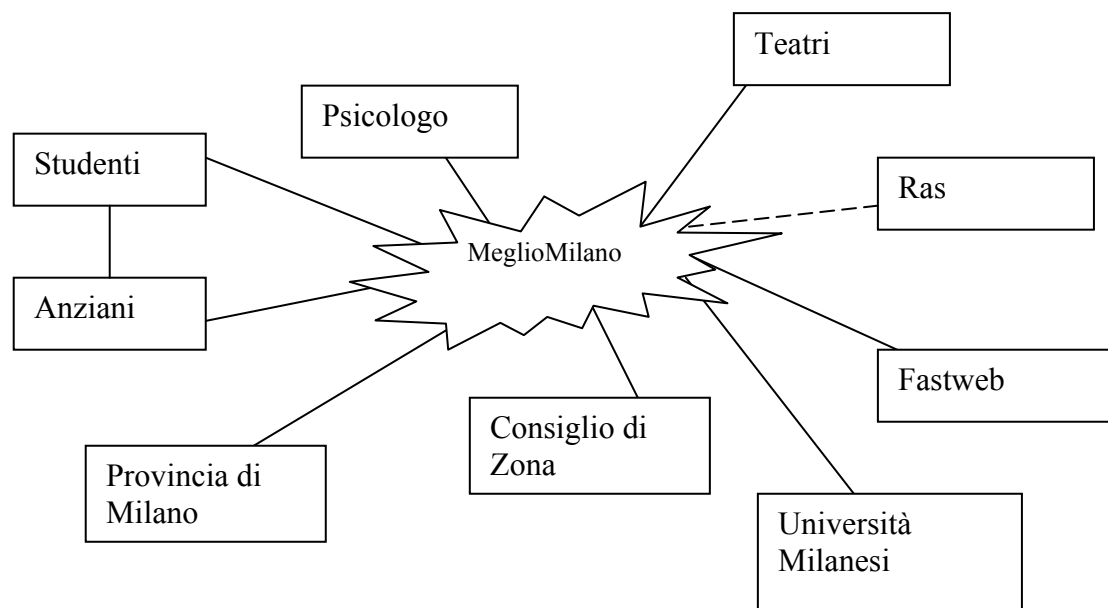 Teatri
Psicologo
Studenti
Ras
MeglioMilano
Anziani
Fastweb
Consiglio di
Zona
Provincia di
Milano
Università
Milanesi